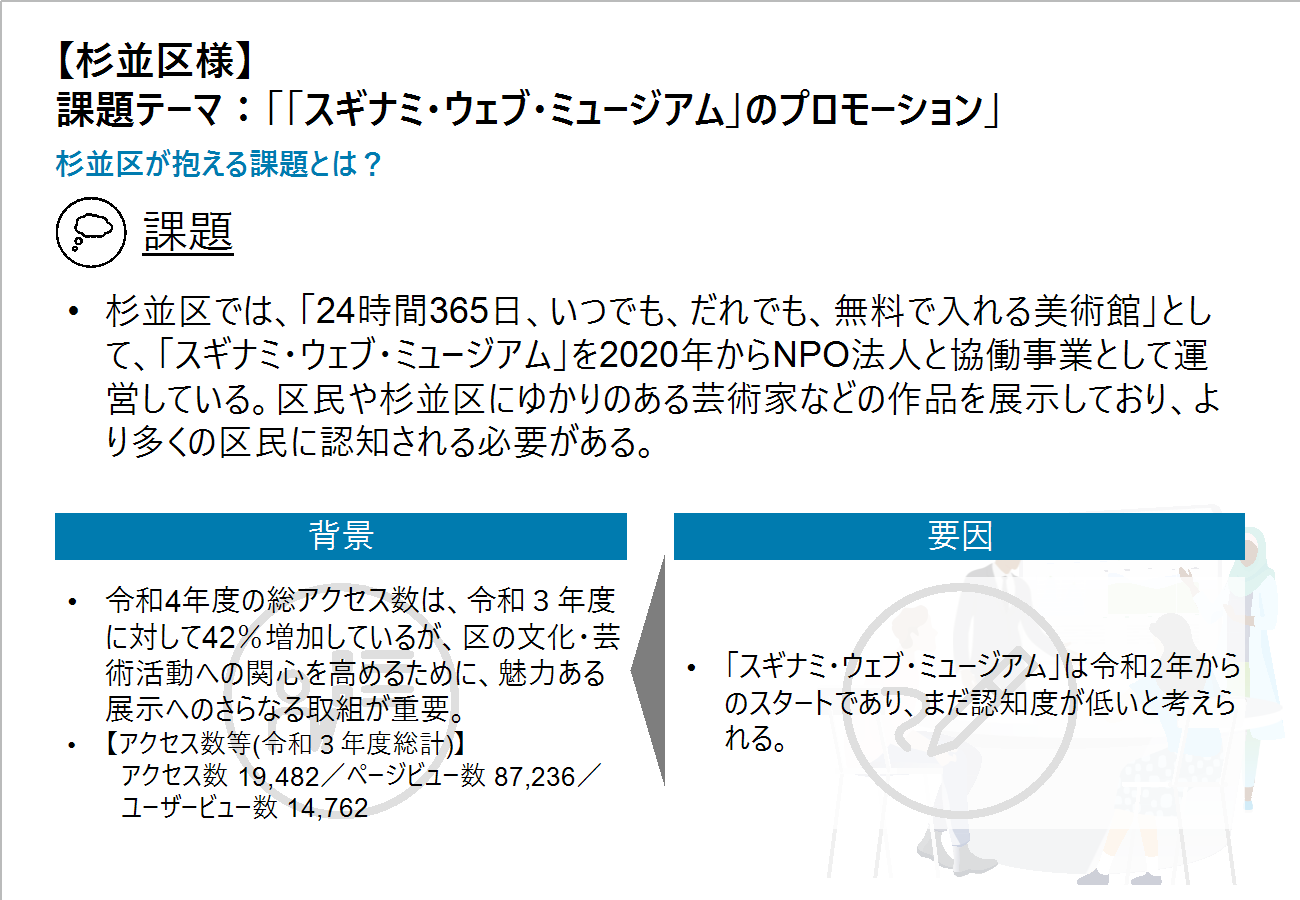 【杉並区様】
課題テーマ：「「スギナミ・ウェブ・ミュージアム」のプロモーション」
杉並区が抱える課題とは？
課題
• 杉並区では、「24時間365日、いつでも、だれでも、無料で入れる美術館」とし
て、「スギナミ・ウェブ・ミュージアム」を2020年からNPO法人と協働事業として運
営している。区民や杉並区にゆかりのある芸術家などの作品を展示しており、よ
り多くの区民に認知される必要がある。
背景
• 令和4年度の総アクセス数は、令和３年度
に対して42％増加しているが、区の文化・芸
術活動への関心を高めるために、魅力ある
展示へのさらなる取組が重要。
• 【アクセス数等(令和３年度総計)】
アクセス数 19,482／ページビュー数 87,236／
ユーザービュー数 14,762
要因
• 「スギナミ・ウェブ・ミュージアム」は令和2年から
のスタートであり、まだ認知度が低いと考えら
れる。